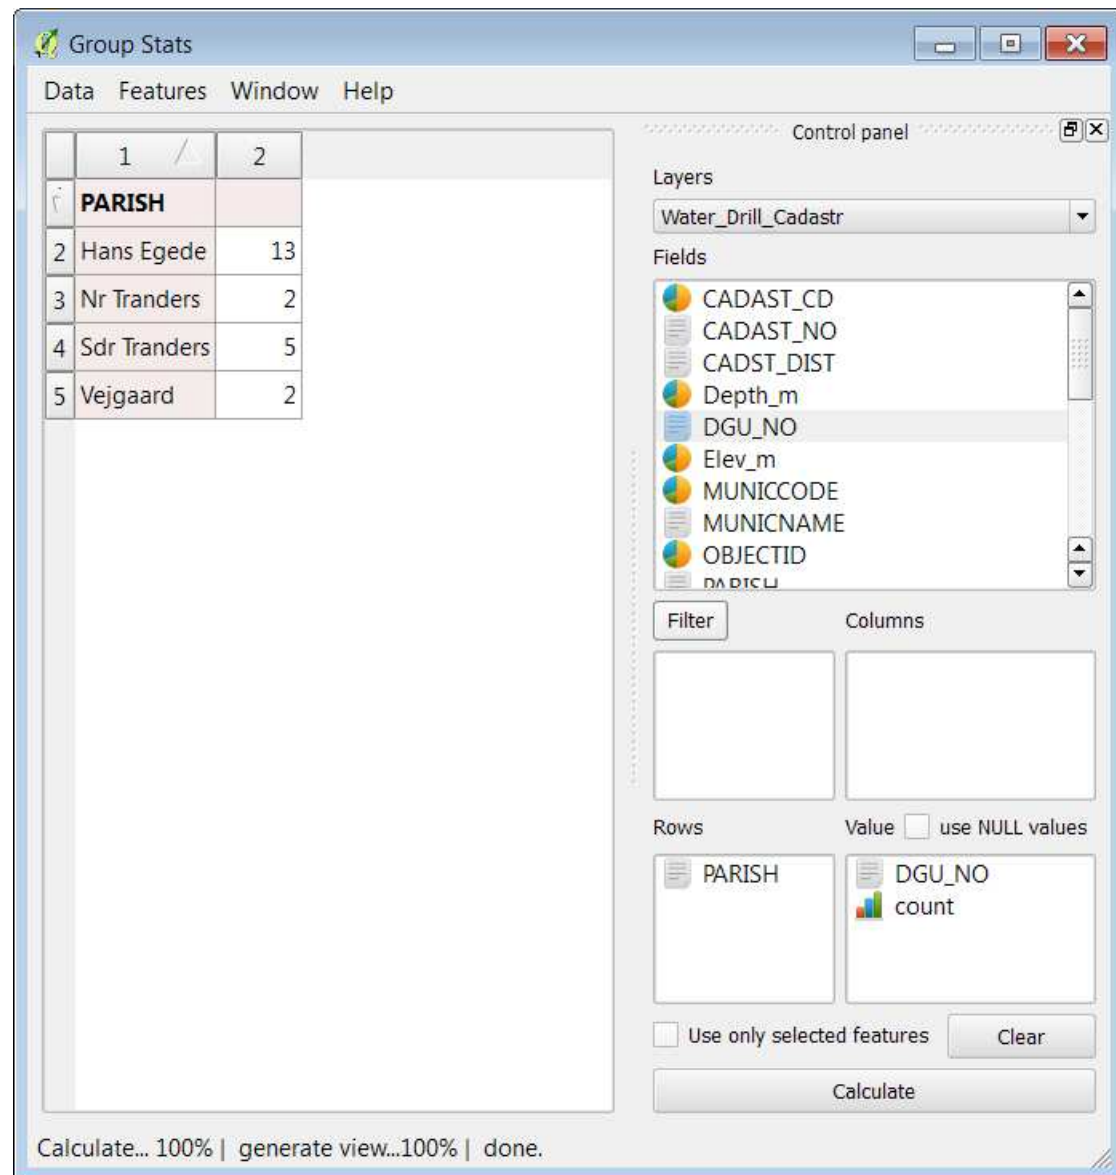 Group Stats
Data Features Window Help
1 2
PARISH
2 Hans Egede 13
3 Nr Tranders 2
4 Sdr Tranders 5
5 Vejgaard 2
Control panel
Layers
Water_Drill_Cadastr
Fields
CADAST_CD
CADAST_NO
CADST_DIST
Depth_m
DGU_NO
Elev_m
MUNICCODE
MUNICNAME
OBJECTID
PARISH
Filter Columns
Rows Value use NULL values
PARISH DGU_NO
count
Use only selected features Clear
Calculate
Calculate... 100% | generate view...100% | done.